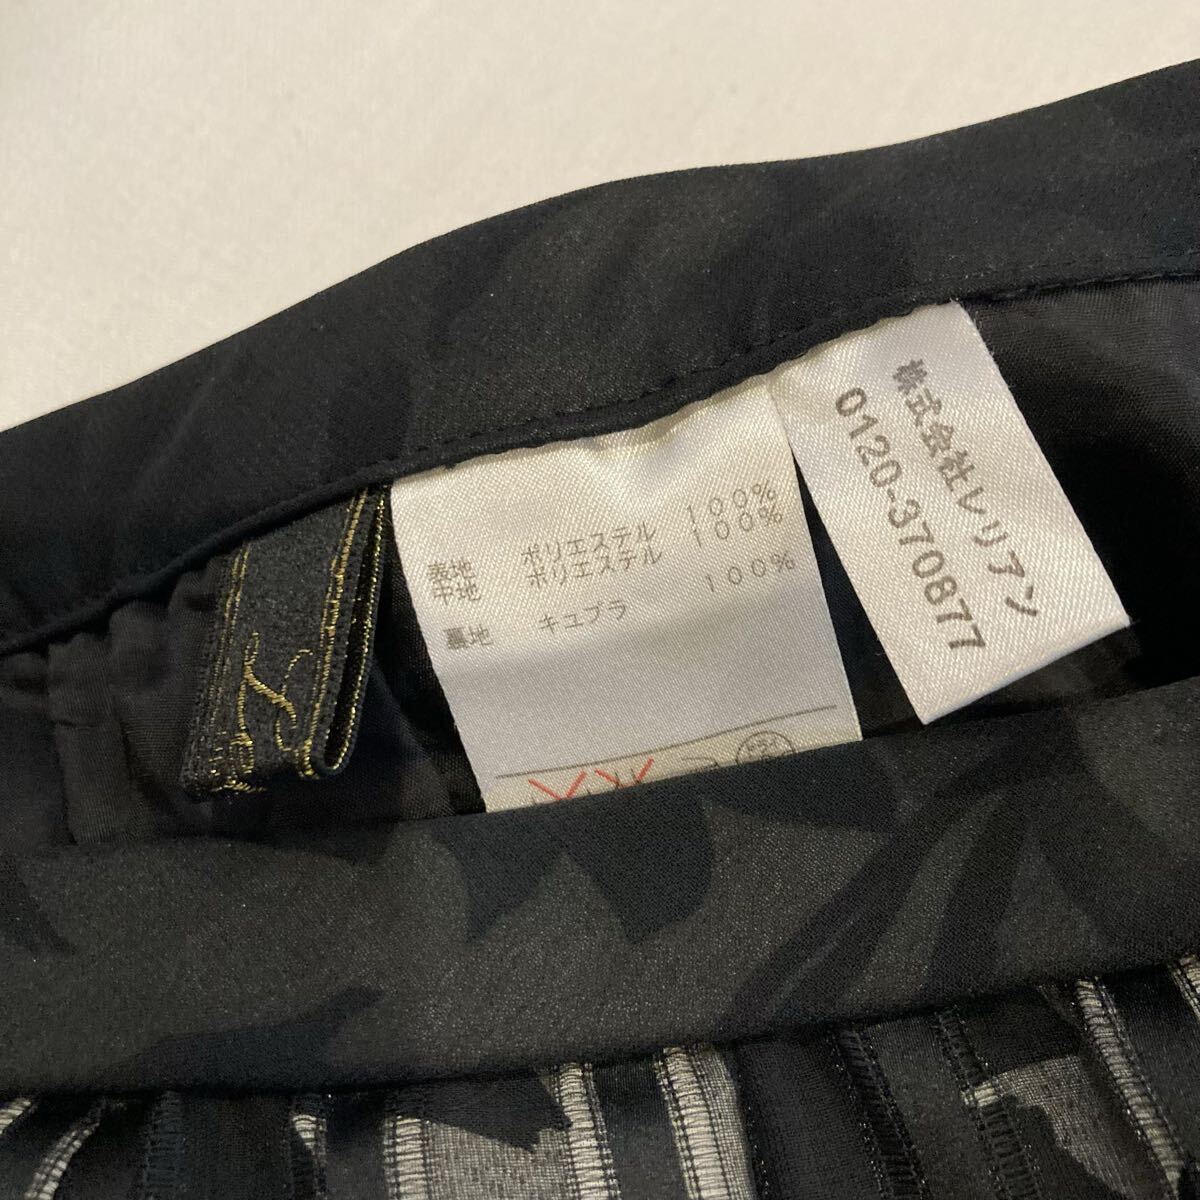 表地 ポリエステル 100%
中地 ポリエステル 100%
裏地 キュプラ 100%
株式会社レリアン
0120-370877